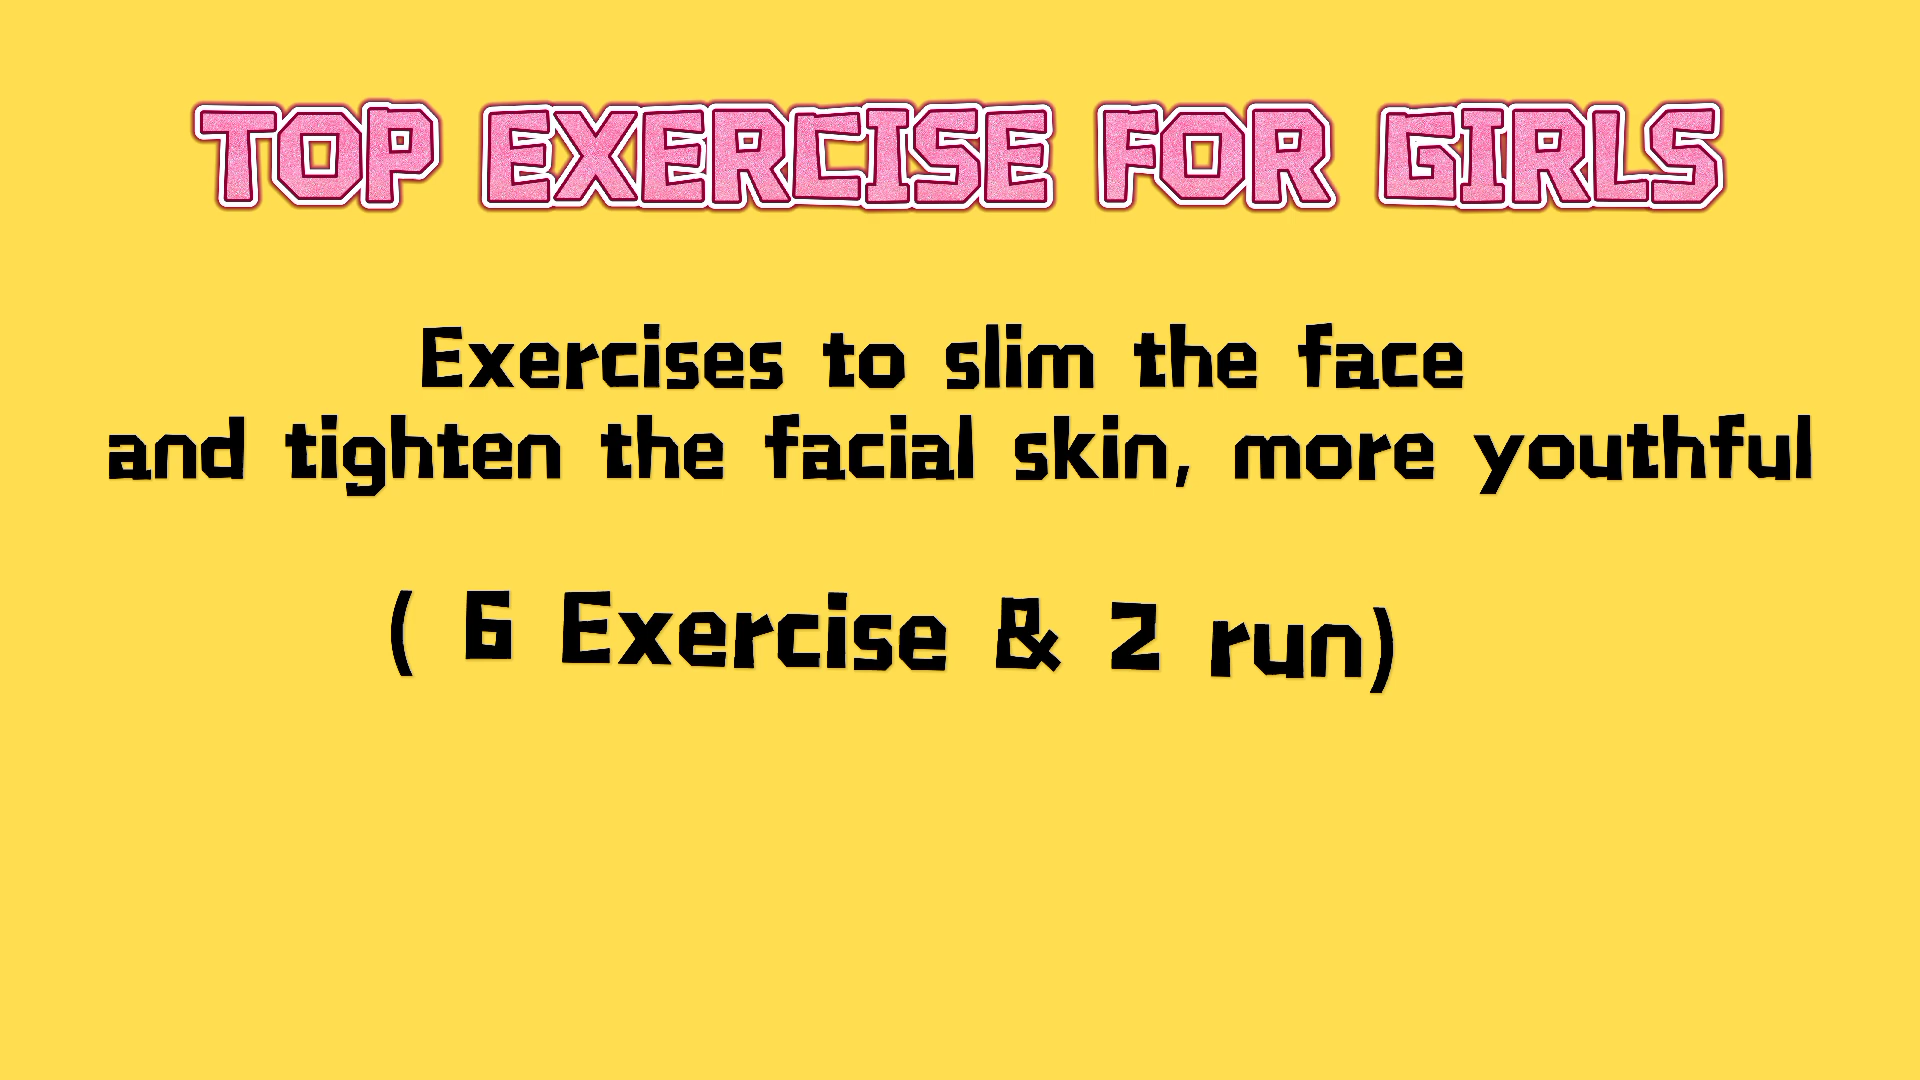 TOP EXERCISE FOR GIRLS
Exercises to slim the face
and tighten the facial skin, more youthful
( 6 Exercise & 2 run)